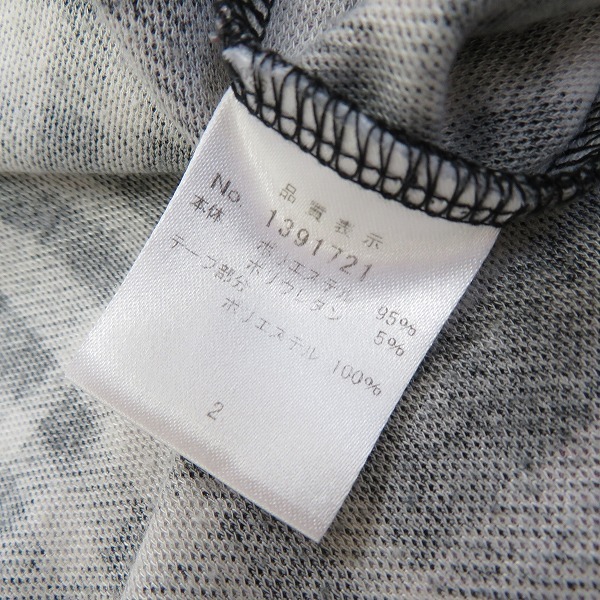 品質表示
No 1391721
本体 ポリエステル 95%
ポリウレタン 5%
テープ部分
ポリエステル 100%
2